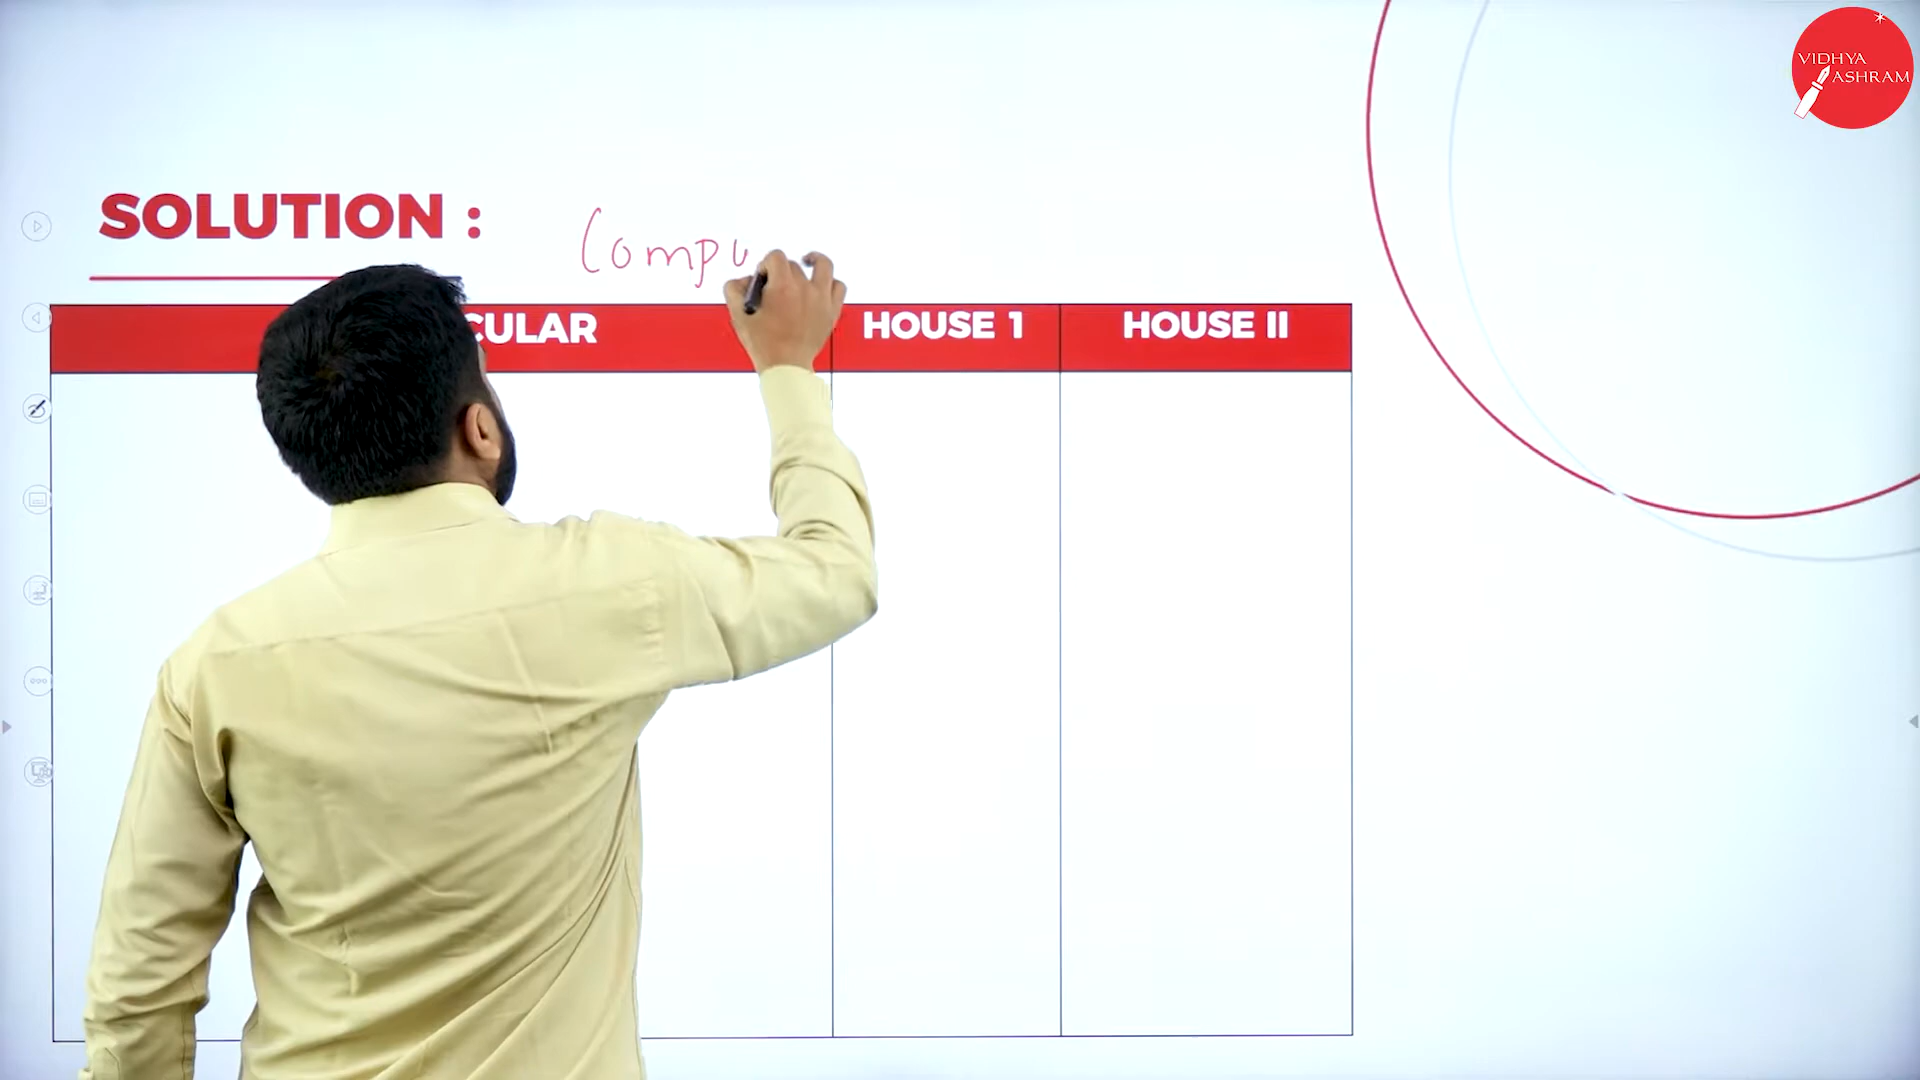 VIDHYA
ASHRAM
SOLUTION :
Compu
CULAR
HOUSE 1
HOUSE II